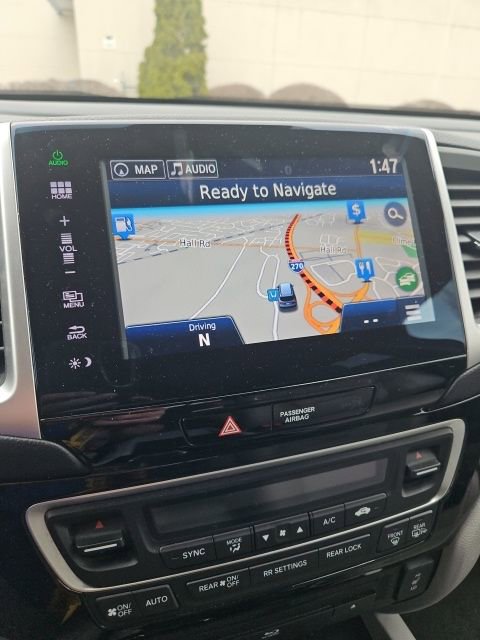 AUDIO
MAP
AUDIO
1:47
HOME
Ready to Navigate
+
VOL
$
Hall Rd
Hall Rd
−
270
MENU
BACK
Driving
N
--
PASSENGER
AIRBAG
SYNC
MODE
A/C
FRONT
REAR
REAR ON/OFF
RR SETTINGS
REAR LOCK
ON/
OFF
AUTO